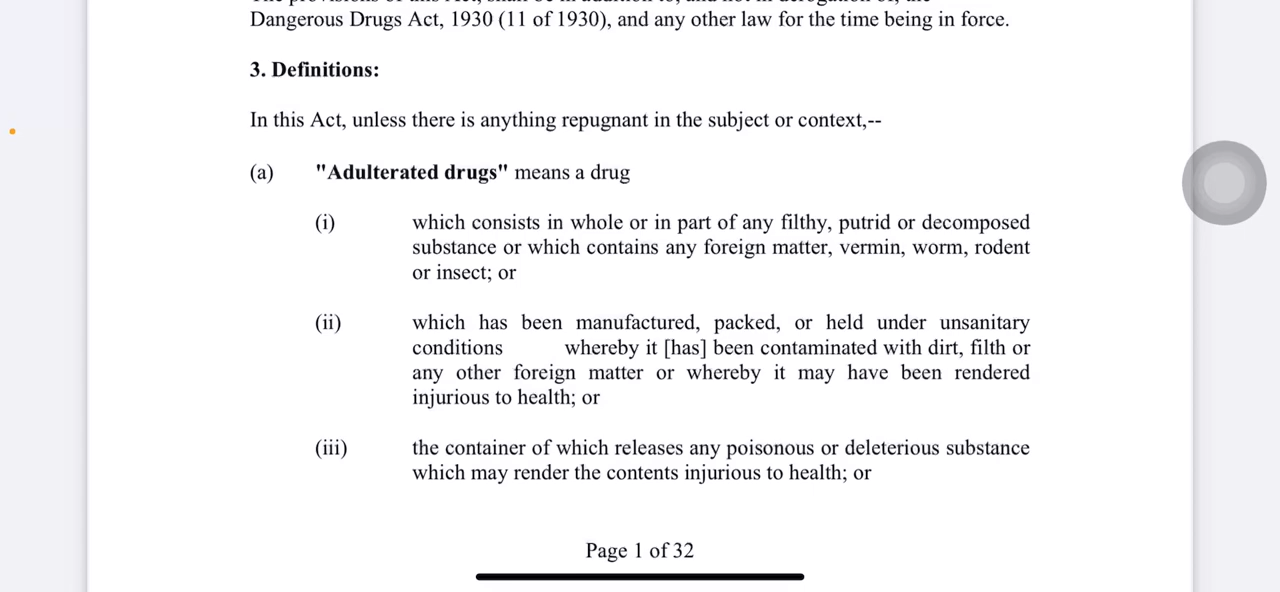 Dangerous Drugs Act, 1930 (11 of 1930), and any other law for the time being in force.
3. Definitions:
In this Act, unless there is anything repugnant in the subject or context,--
(a) "Adulterated drugs" means a drug
(i) which consists in whole or in part of any filthy, putrid or decomposed
substance or which contains any foreign matter, vermin, worm, rodent
or insect; or
(ii) which has been manufactured, packed, or held under unsanitary
conditions whereby it [has] been contaminated with dirt, filth or
any other foreign matter or whereby it may have been rendered
injurious to health; or
(iii) the container of which releases any poisonous or deleterious substance
which may render the contents injurious to health; or
Page 1 of 32